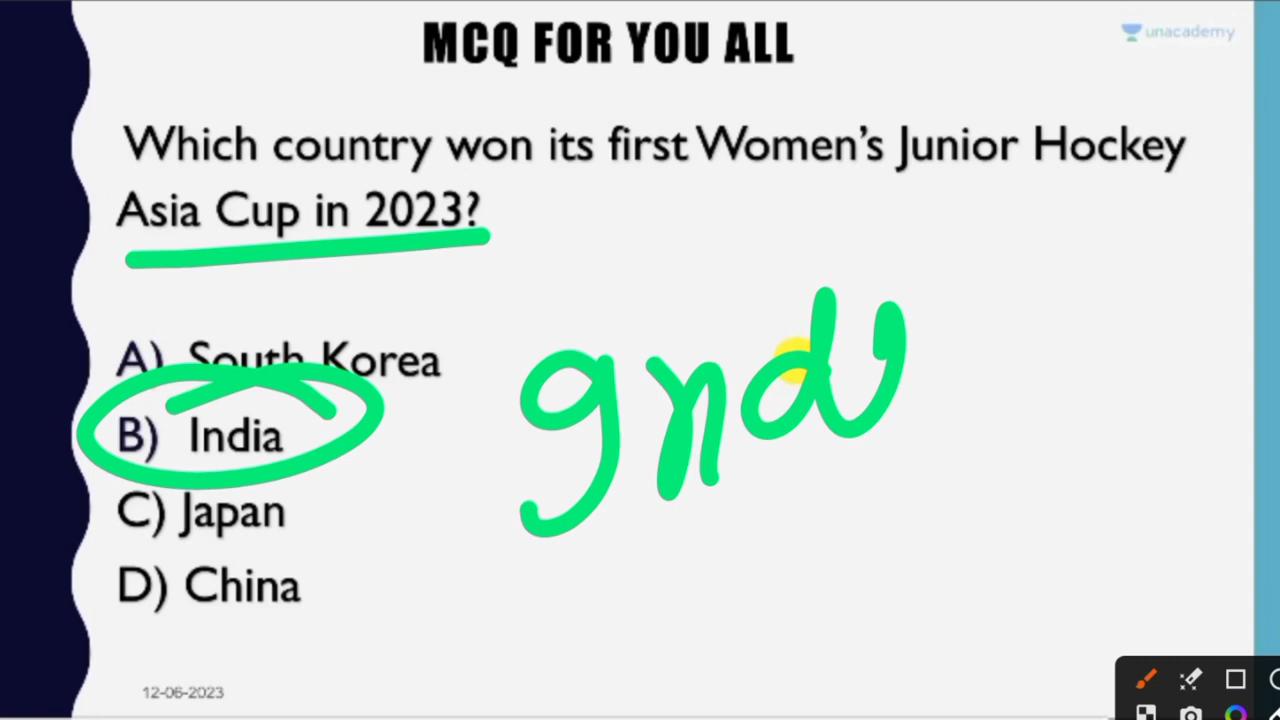 MCQ FOR YOU ALL
unacademy
Which country won its first Women's Junior Hockey
Asia Cup in 2023?
A) South Korea
B) India
C) Japan
D) China
12-06-2023